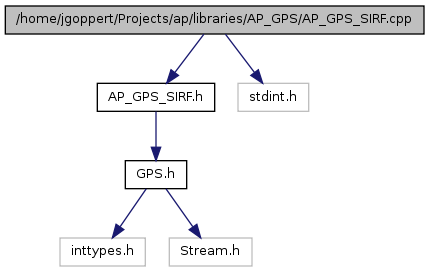 /home/jgoppert/Projects/ap/libraries/AP_GPS/AP_GPS_SIRF.cpp
AP_GPS_SIRF.h
stdint.h
GPS.h
inttypes.h
Stream.h